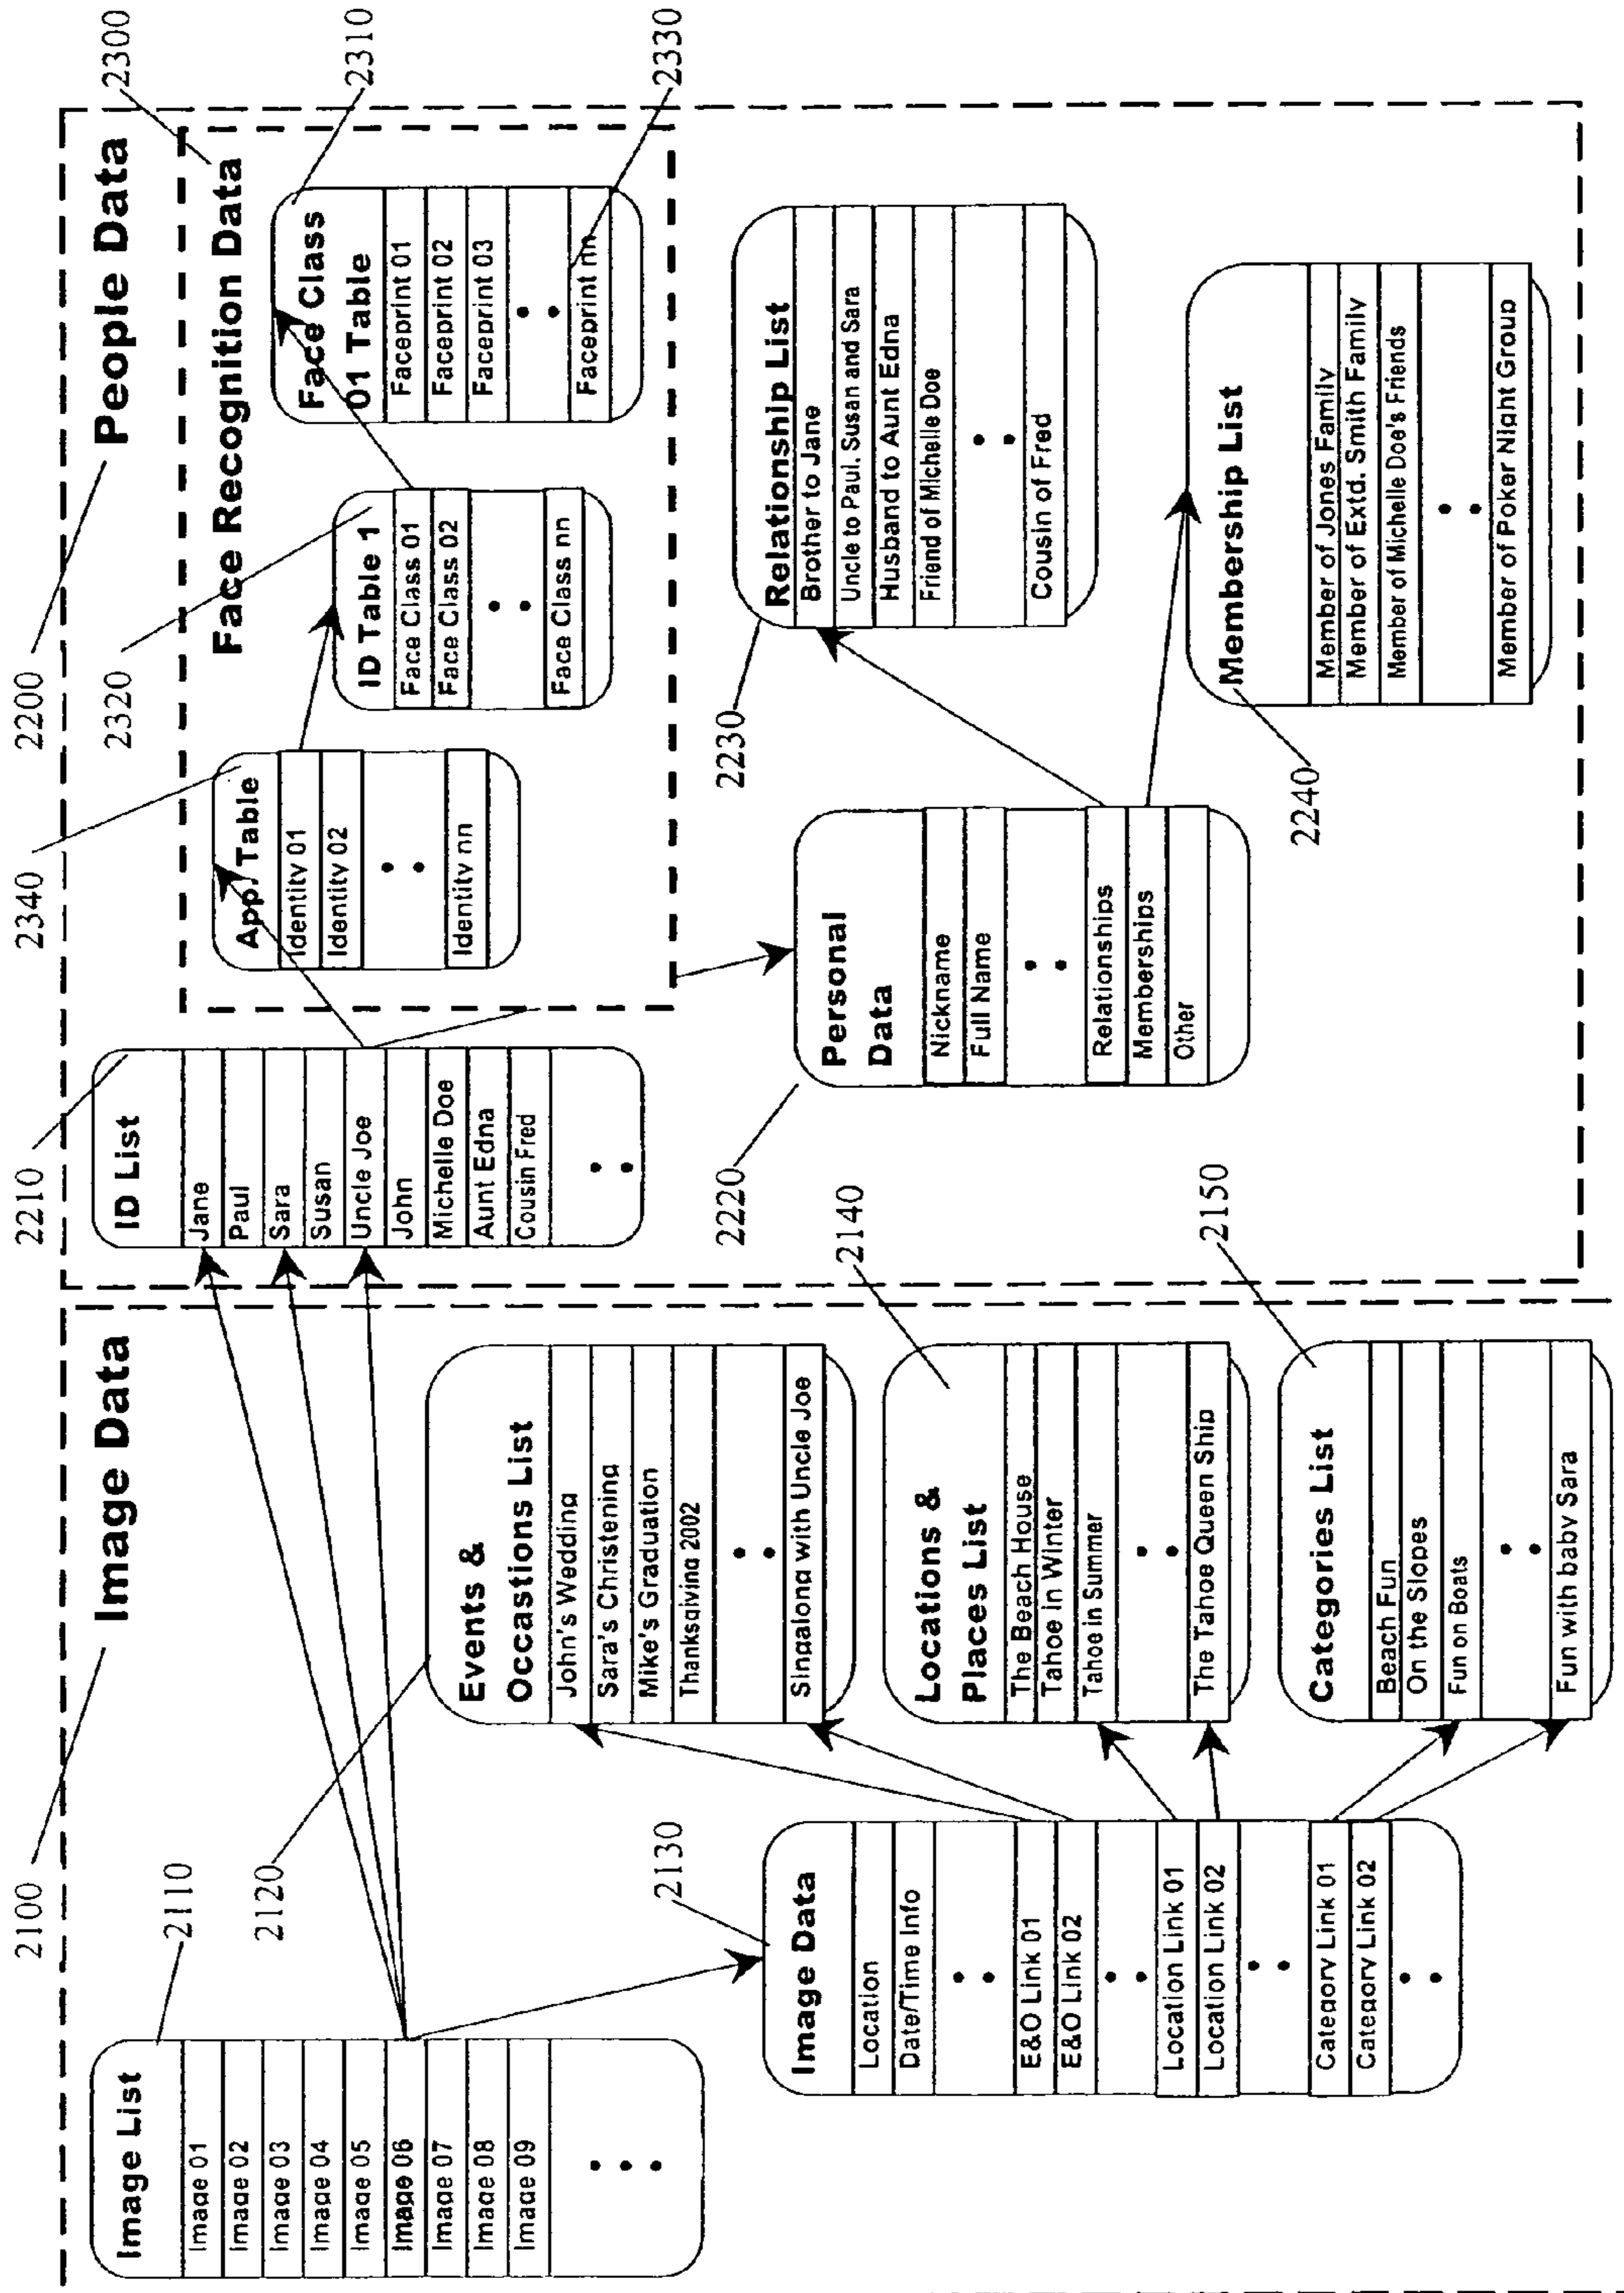 2100
Image Data
2110
Image List
Image 01
Image 02
Image 03
Image 04
Image 05
Image 06
Image 07
Image 08
Image 09
2120
Events &
Occastions List
John's Wedding
Sara's Christening
Mike's Graduation
Thanksgiving 2002
Singalong with Uncle Joe
2130
Image Data
Location
Date/Time Info
E&O Link 01
E&O Link 02
Location Link 01
Location Link 02
Category Link 01
Category Link 02
2140
Locations &
Places List
The Beach House
Tahoe in Winter
Tahoe in Summer
The Tahoe Queen Ship
2150
Categories List
Beach Fun
On the Slopes
Fun on Boats
Fun with baby Sara
2200
People Data
2210
ID List
Jane
Paul
Sara
Susan
Uncle Joe
John
Michelle Doe
Aunt Edna
Cousin Fred
2300
Face Recognition Data
2340
App. Table
Identity 01
Identity 02
Identity nn
2320
ID Table 1
Face Class 01
Face Class 02
Face Class nn
2310
Face Class
01 Table
Faceprint 01
Faceprint 02
Faceprint 03
Faceprint nn
2330
2220
Personal
Data
Nickname
Full Name
Relationships
Memberships
Other
2230
Relationship List
Brother to Jane
Uncle to Paul, Susan and Sara
Husband to Aunt Edna
Friend of Michelle Doe
Cousin of Fred
2240
Membership List
Member of Jones Family
Member of Extd. Smith Family
Member of Michelle Doe's Friends
Member of Poker Night Group